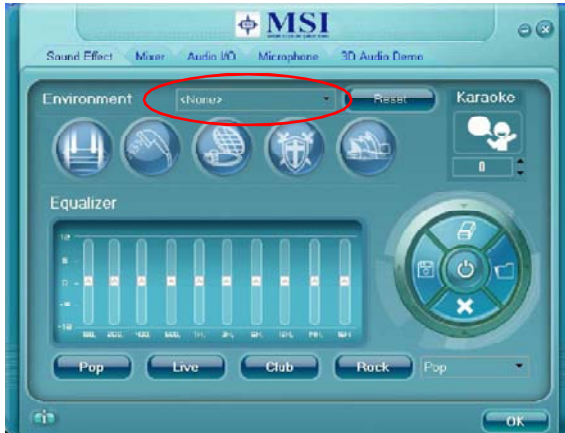 MSI
Sound Effect Mixer Audio I/O Microphone 3D Audio Demo
Environment <None> Reset Karaoke
0
Equalizer
Pop Live Club Rock Pop
OK